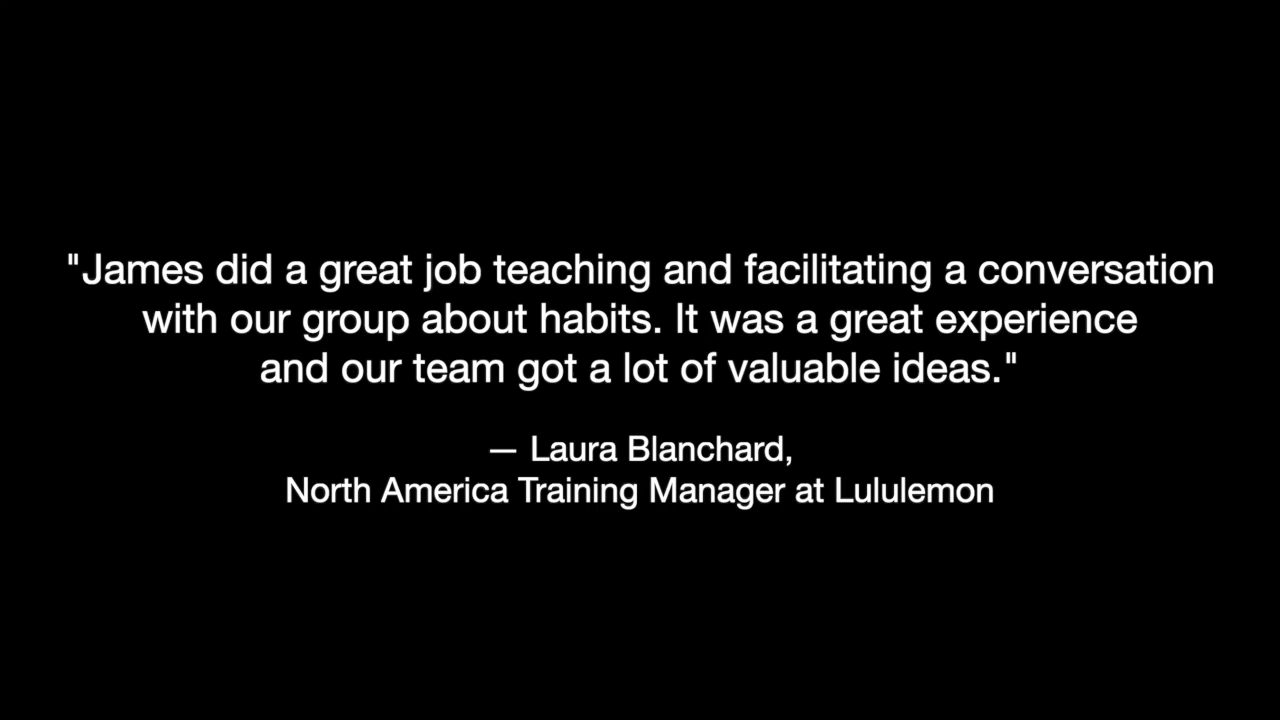 "James did a great job teaching and facilitating a conversation
with our group about habits. It was a great experience
and our team got a lot of valuable ideas."
— Laura Blanchard,
North America Training Manager at Lululemon